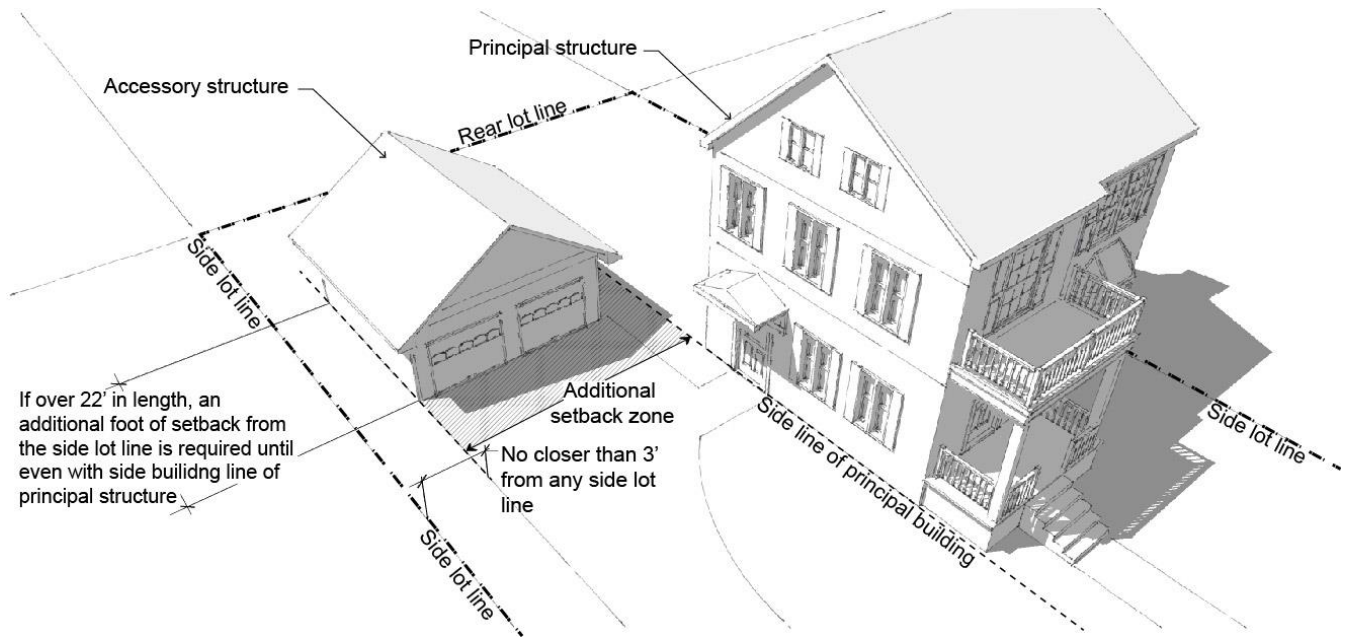 Principal structure
Accessory structure
Rear lot line
Side lot line
If over 22' in length, an
additional foot of setback from
the side lot line is required until
even with side builidng line of
principal structure
Additional
setback zone
No closer than 3'
from any side lot
line
Side lot line
Side line of principal building
Side lot line